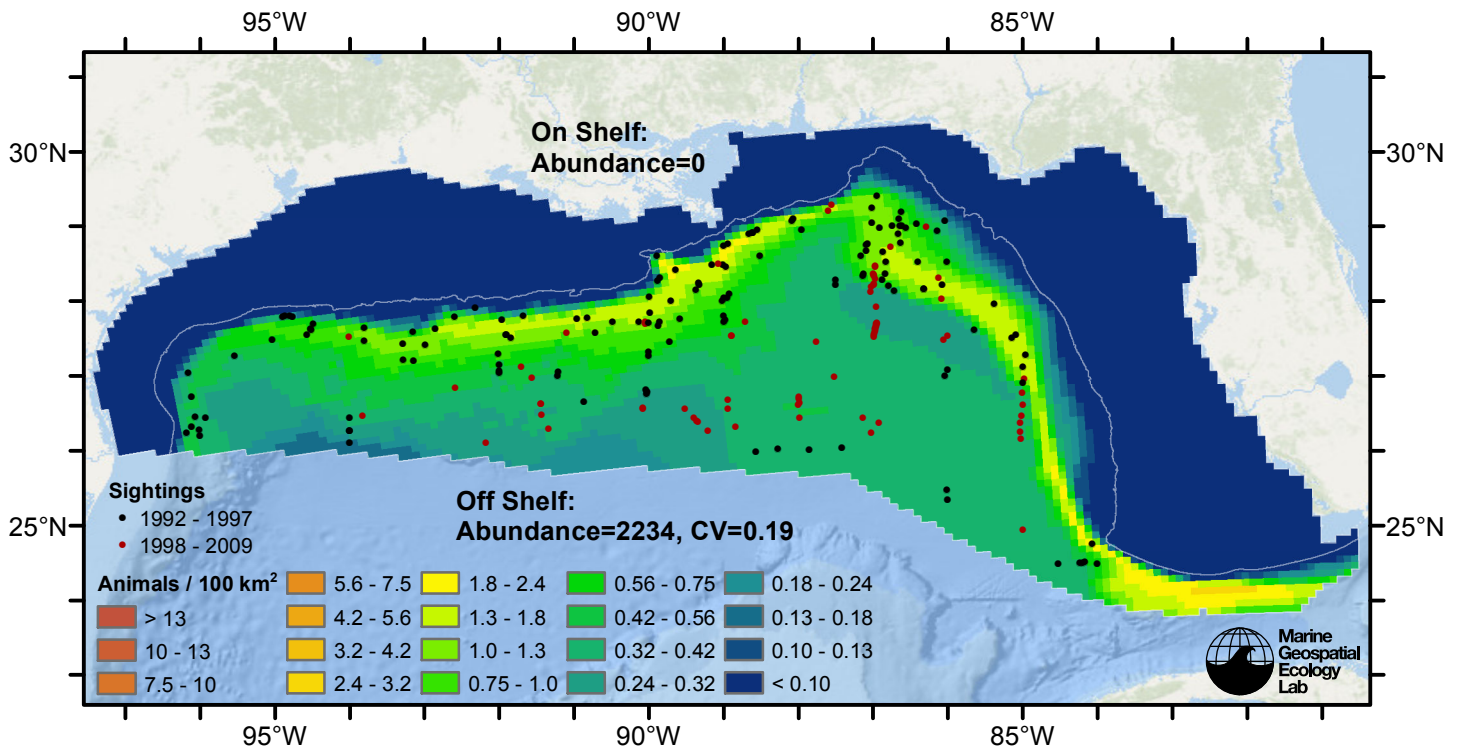 95°W 90°W 85°W
30°N 30°N
On Shelf:
Abundance=0
25°N 25°N
Off Shelf:
Abundance=2234, CV=0.19
Sightings
1992 - 1997
1998 - 2009
Animals / 100 km²
> 13
10 - 13
7.5 - 10
5.6 - 7.5
4.2 - 5.6
3.2 - 4.2
2.4 - 3.2
1.8 - 2.4
1.3 - 1.8
1.0 - 1.3
0.75 - 1.0
0.56 - 0.75
0.42 - 0.56
0.32 - 0.42
0.24 - 0.32
0.18 - 0.24
0.13 - 0.18
0.10 - 0.13
< 0.10
Marine
Geospatial
Ecology
Lab
95°W 90°W 85°W